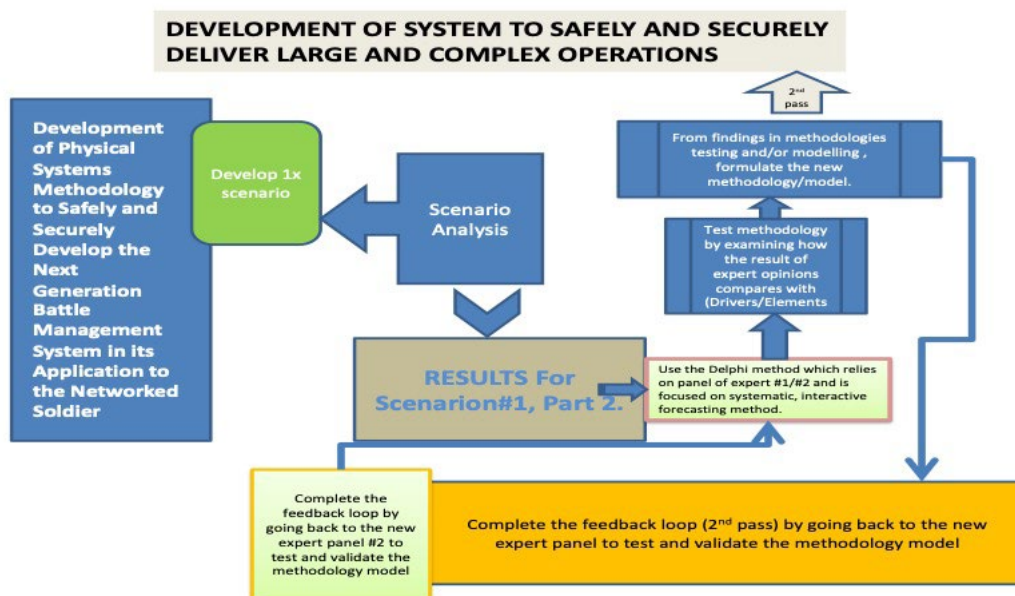 DEVELOPMENT OF SYSTEM TO SAFELY AND SECURELY
DELIVER LARGE AND COMPLEX OPERATIONS
2nd
pass
Development
of Physical
Systems
Methodology
to Safely and
Securely
Develop the
Next
Generation
Battle
Management
System in its
Application to
the Networked
Soldier
Develop 1x
scenario
Scenario
Analysis
From findings in methodologies
testing and/or modelling ,
formulate the new
methodology/model.
Test methodology
by examining how
the result of
expert opinions
compares with
(Drivers/Elements
RESULTS For
Scenarion#1, Part 2.
Use the Delphi method which relies
on panel of expert #1/#2 and is
focused on systematic, interactive
forecasting method.
Complete the
feedback loop by
going back to the new
expert panel #2 to
test and validate the
methodology model
Complete the feedback loop (2nd pass) by going back to the new
expert panel to test and validate the methodology model